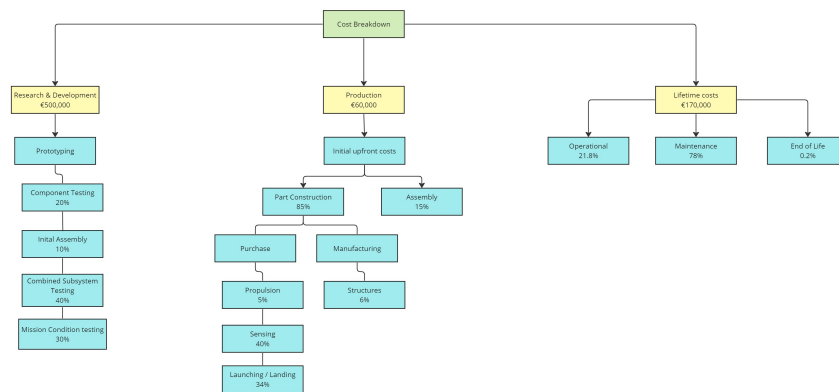 Cost Breakdown
Research & Development
€500,000
Production
€60,000
Lifetime costs
€170,000
Prototyping
Initial upfront costs
Operational
21.8%
Maintenance
78%
End of Life
0.2%
Component Testing
20%
Part Construction
85%
Assembly
15%
Inital Assembly
10%
Purchase
Manufacturing
Combined Subsystem
Testing
40%
Propulsion
5%
Structures
6%
Mission Condition testing
30%
Sensing
40%
Launching / Landing
34%